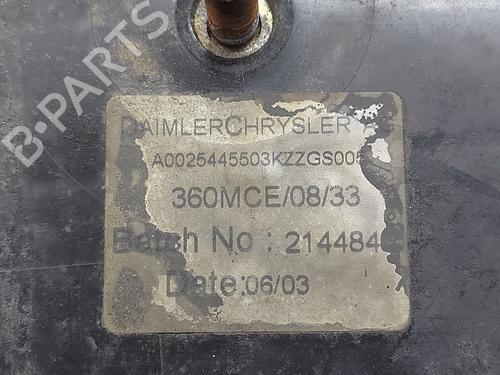 B-PARTS
DAIMLERCHRYSLER
A0025445503KZZGS005
360MCE/08/33
Batch No : 214484
Date: 06/03